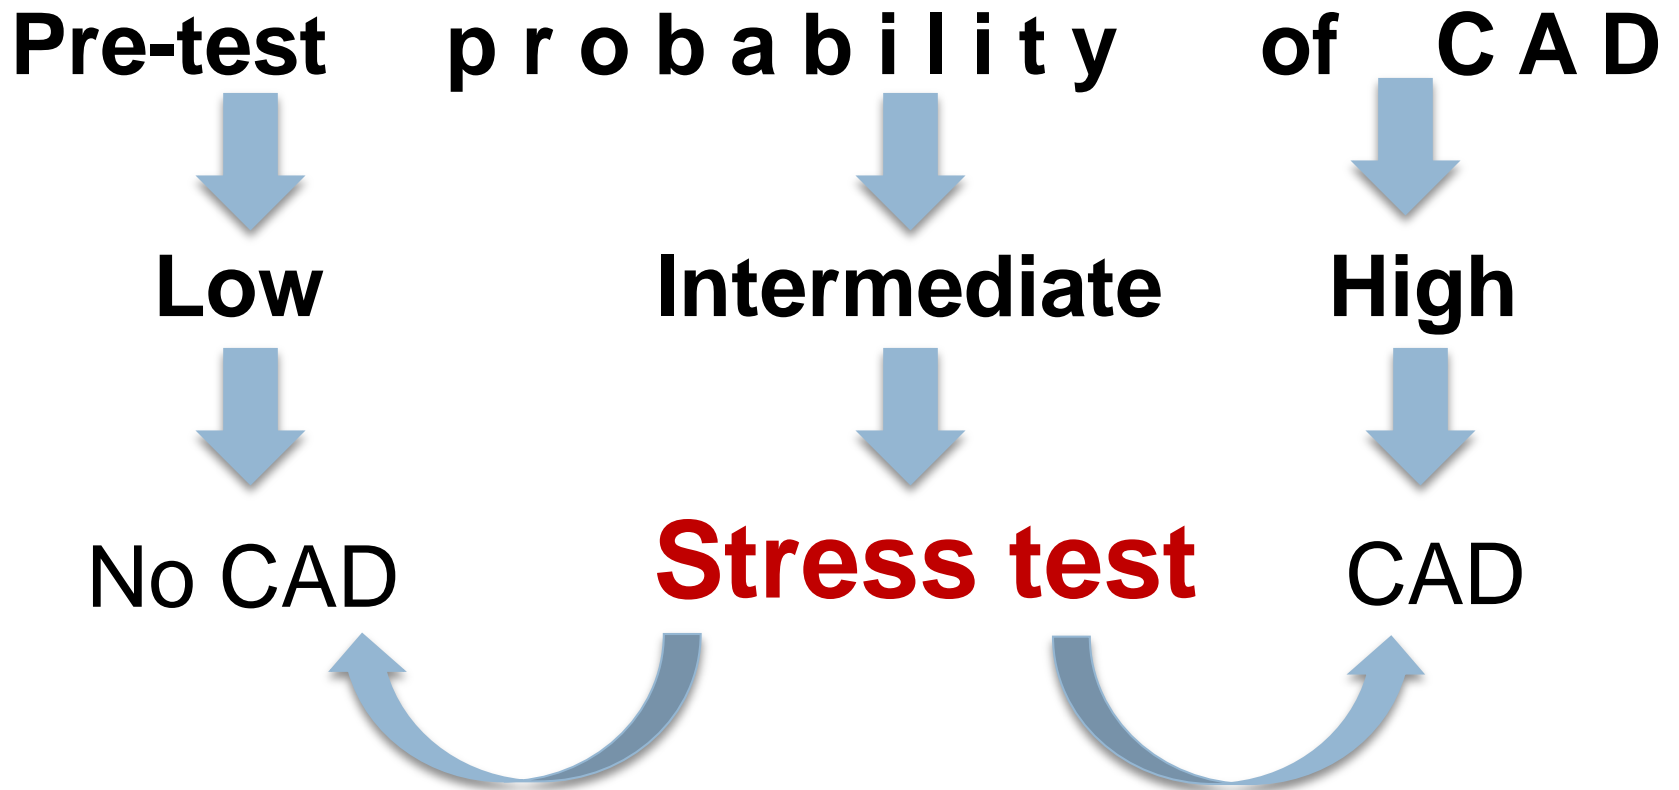 Pre-test probability of CAD
Low Intermediate High
No CAD Stress test CAD